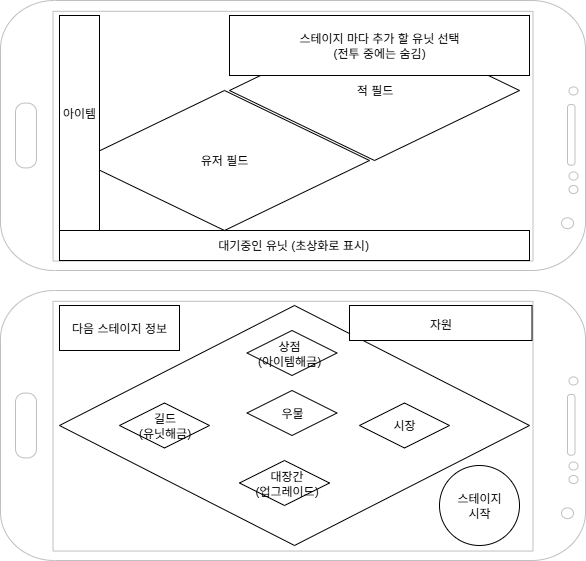 스테이지 마다 추가 할 유닛 선택
(전투 중에는 숨김)
적 필드
아이템
유저 필드
대기중인 유닛 (초상화로 표시)
다음 스테이지 정보
자원
상점
(아이템해금)
길드
(유닛해금)
우물
시장
대장간
(업그레이드)
스테이지
시작